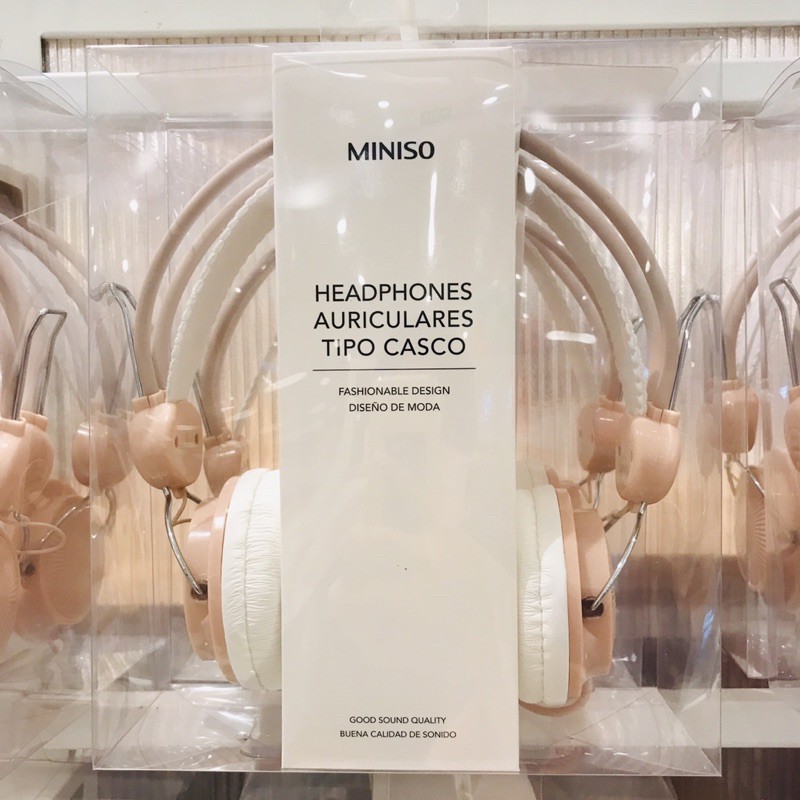 MINISO
HEADPHONES
AURICULARES
TIPO CASCO
FASHIONABLE DESIGN
DISEÑO DE MODA
GOOD SOUND QUALITY
BUENA CALIDAD DE SONIDO